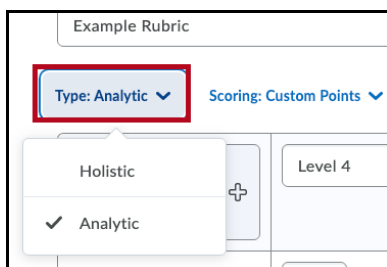 Example Rubric
Type: Analytic
Scoring: Custom Points
Holistic
Level 4
Analytic